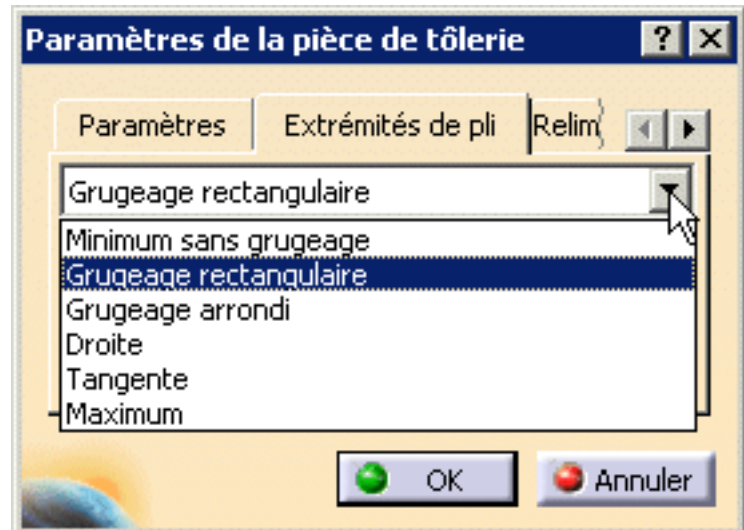 Paramètres de la pièce de tôlerie
Paramètres Extrémités de pli Relim
Grugeage rectangulaire
Minimum sans grugeage
Grugeage rectangulaire
Grugeage arrondi
Droite
Tangente
Maximum
OK Annuler